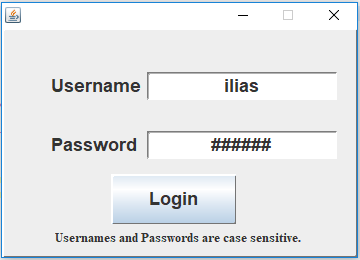 Username ilias
Password ######
Login
Usernames and Passwords are case sensitive.